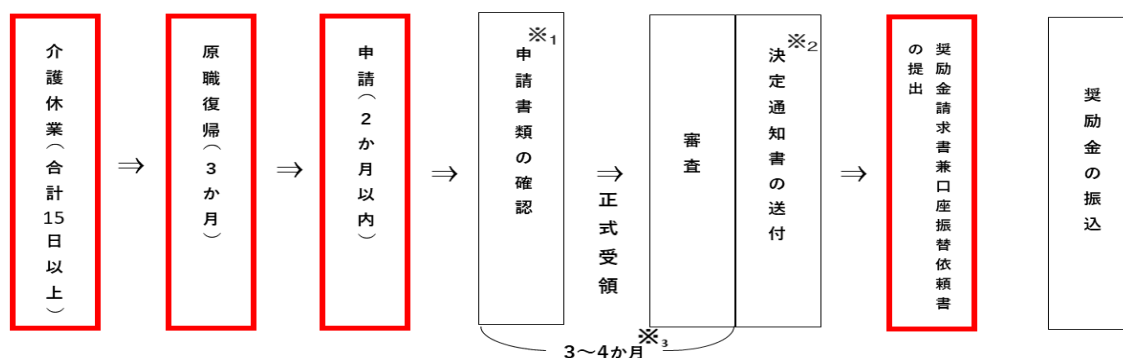 介護休業（合計15日以上）
⇒
原職復帰（3か月）
⇒
申請（2か月以内）
⇒
※1
申請書類の確認
⇒
正式受領
審査
※2
決定通知書の送付
⇒
奨励金請求書兼口座振替依頼書
の提出
奨励金の振込
3～4か月※3